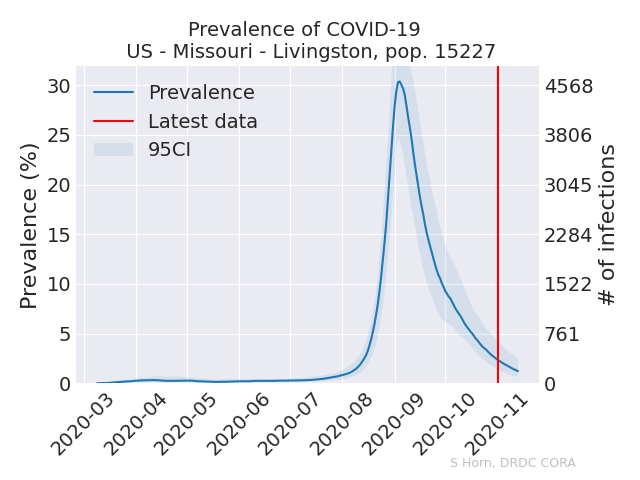 Prevalence of COVID-19
US - Missouri - Livingston, pop. 15227
Prevalence
Latest data
95CI
Prevalence (%)
30
25
20
15
10
5
0
4568
3806
3045
2284
1522
761
0
# of infections
2020-03
2020-04
2020-05
2020-06
2020-07
2020-08
2020-09
2020-10
2020-11
S Horn, DRDC CORA